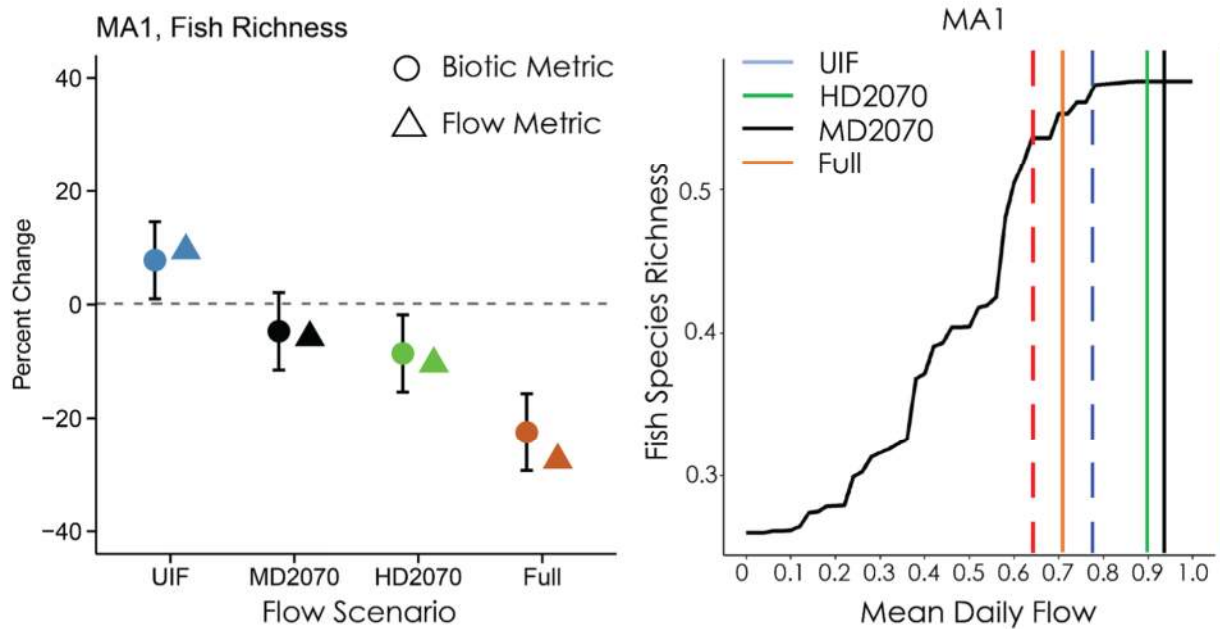 MA1, Fish Richness
Biotic Metric
Flow Metric
Percent Change
40
20
0
−20
−40
UIF
MD2070
HD2070
Full
Flow Scenario
MA1
UIF
HD2070
MD2070
Full
Fish Species Richness
0.5
0.4
0.3
0
0.1
0.2
0.3
0.4
0.5
0.6
0.7
0.8
0.9
1.0
Mean Daily Flow